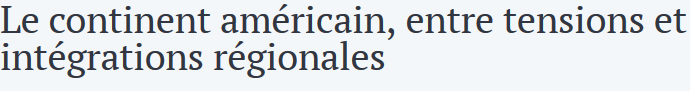 Le continent américain, entre tensions et
intégrations régionales